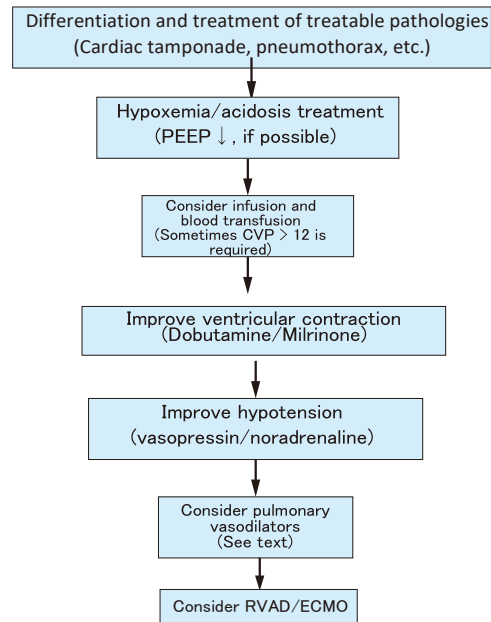 Differentiation and treatment of treatable pathologies
(Cardiac tamponade, pneumothorax, etc.)
Hypoxemia/acidosis treatment
(PEEP ↓, if possible)
Consider infusion and
blood transfusion
(Sometimes CVP > 12 is
required)
Improve ventricular contraction
(Dobutamine/Milrinone)
Improve hypotension
(vasopressin/noradrenaline)
Consider pulmonary
vasodilators
(See text)
Consider RVAD/ECMO